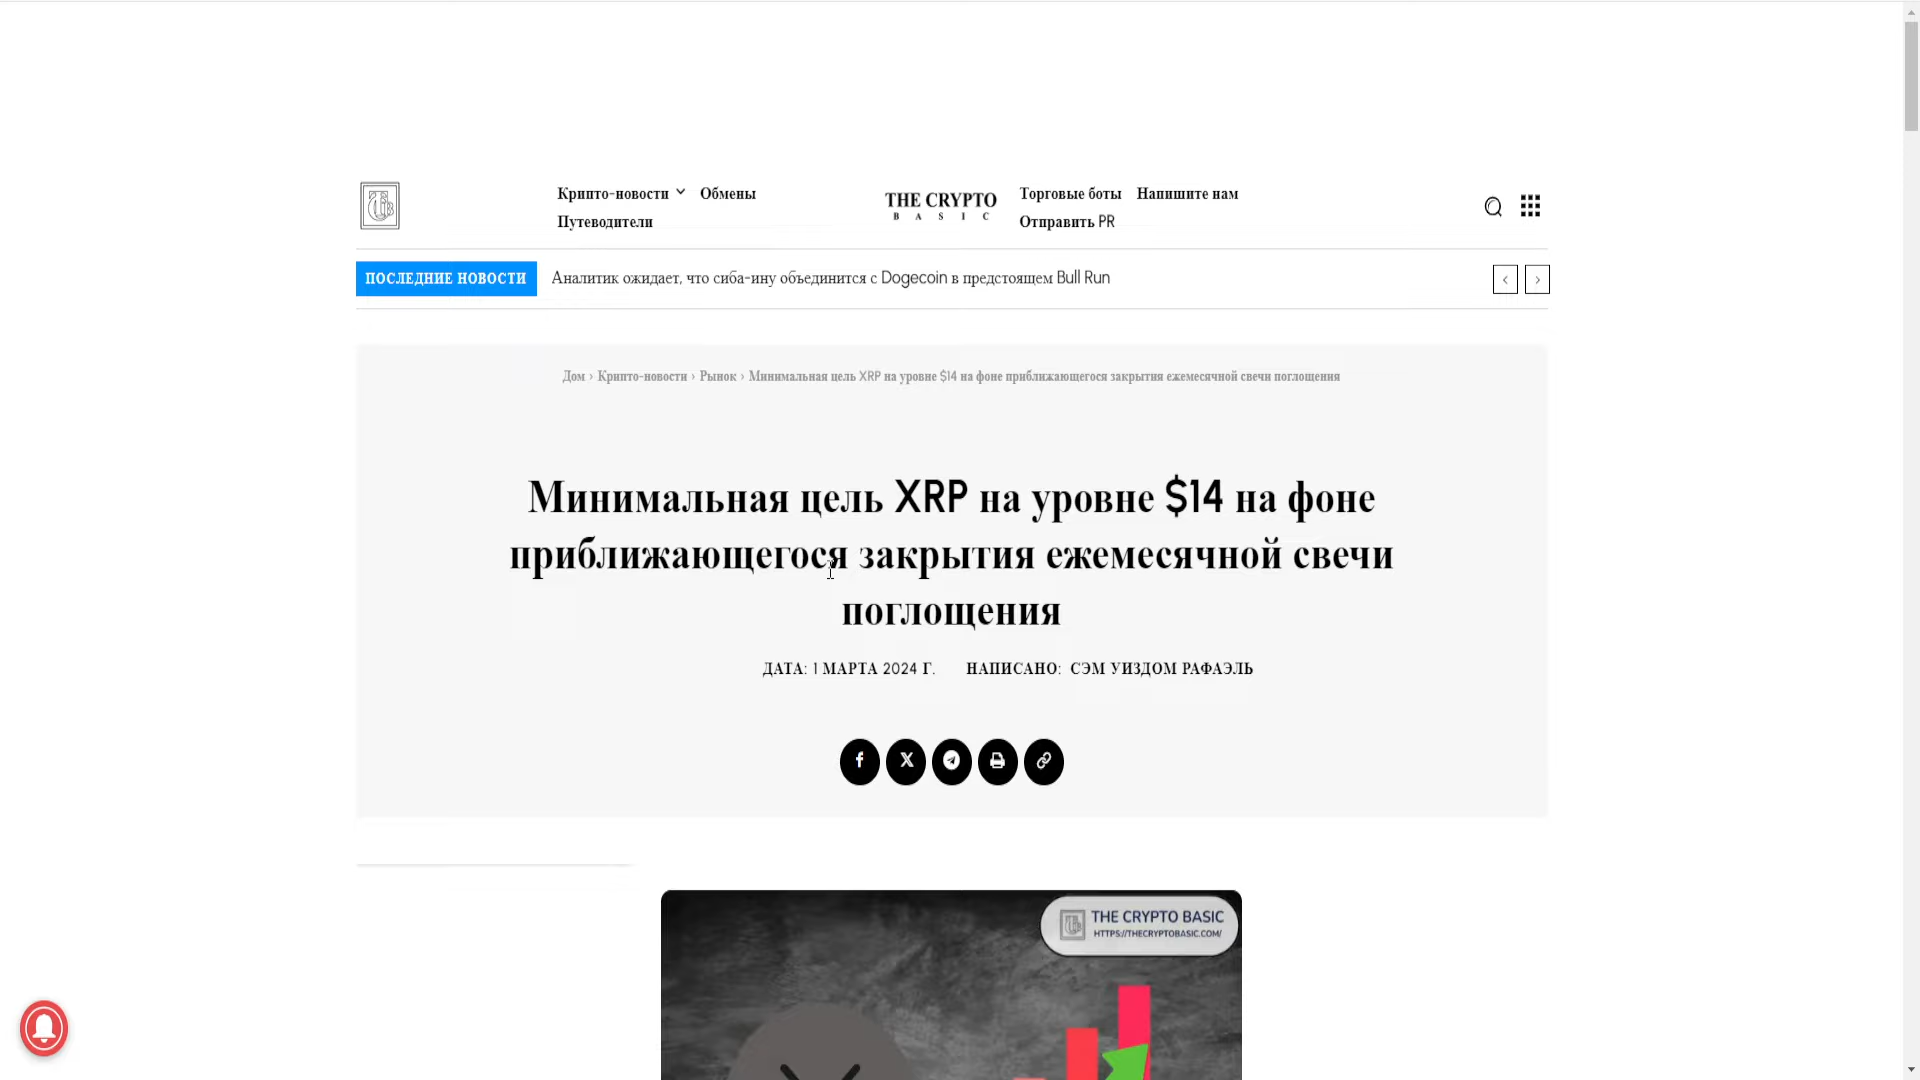 Крипто-новости Обмены
Путеводители
THE CRYPTO
BASIC
Торговые боты Напишите нам
Отправить PR
ПОСЛЕДНИЕ НОВОСТИ
Аналитик ожидает, что сиба-ину объединится с Dogecoin в предстоящем Bull Run
Дом › Крипто-новости › Рынок › Минимальная цель XRP на уровне $14 на фоне приближающегося закрытия ежемесячной свечи поглощения
Минимальная цель XRP на уровне $14 на фоне
приближающегося закрытия ежемесячной свечи
поглощения
ДАТА: 1 МАРТА 2024 Г. НАПИСАНО: СЭМ УИЗДОМ РАФАЭЛЬ
THE CRYPTO BASIC
HTTPS://THECRYPTOBASIC.COM/